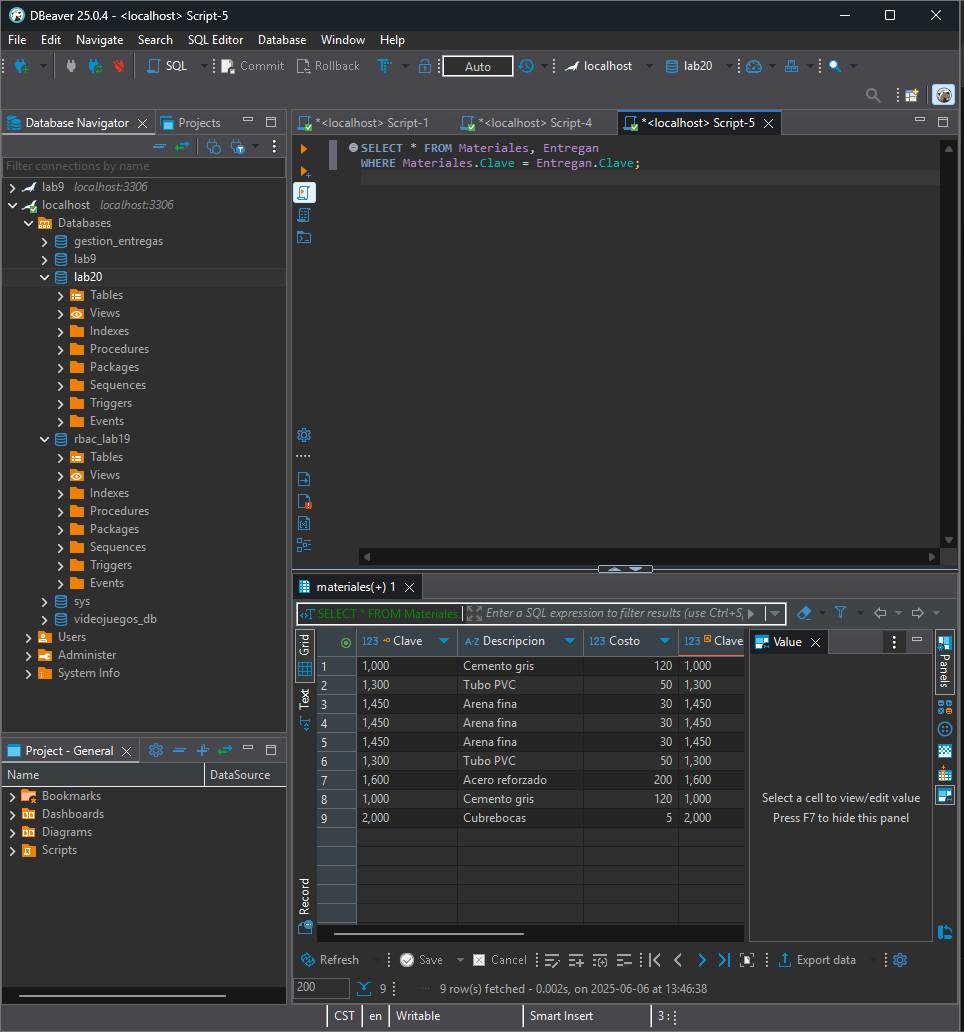 DBeaver 25.0.4 - <localhost> Script-5
File Edit Navigate Search SQL Editor Database Window Help
SQL Commit Rollback Auto localhost lab20
Database Navigator Projects
Filter connections by name
lab9 localhost:3306
localhost localhost:3306
Databases
gestion_entregas
lab9
lab20
Tables
Views
Indexes
Procedures
Packages
Sequences
Triggers
Events
rbac_lab19
Tables
Views
Indexes
Procedures
Packages
Sequences
Triggers
Events
sys
videojuegos_db
Users
Administer
System Info
Project - General
Name DataSource
Bookmarks
Dashboards
Diagrams
Scripts
*<localhost> Script-1 *<localhost> Script-4 *<localhost> Script-5
SELECT * FROM Materiales, Entregan
WHERE Materiales.Clave = Entregan.Clave;
materiales(+) 1
SELECT * FROM Materiales Enter a SQL expression to filter results (use Ctrl+S
Grid
Text
Record
123 Clave A-Z Descripcion 123 Costo 123 Clave
1 1,000 Cemento gris 120 1,000
2 1,300 Tubo PVC 50 1,300
3 1,450 Arena fina 30 1,450
4 1,450 Arena fina 30 1,450
5 1,450 Arena fina 30 1,450
6 1,300 Tubo PVC 50 1,300
7 1,600 Acero reforzado 200 1,600
8 1,000 Cemento gris 120 1,000
9 2,000 Cubrebocas 5 2,000
Value
Select a cell to view/edit value
Press F7 to hide this panel
Panels
Refresh Save Cancel Export data
200 9 9 row(s) fetched - 0.002s, on 2025-06-06 at 13:46:38
CST en Writable Smart Insert 3 :